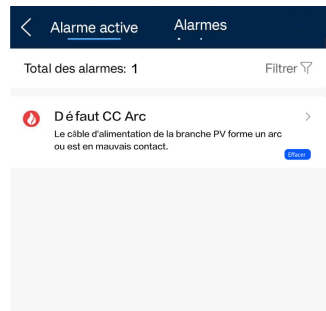 Alarme active Alarmes
Total des alarmes: 1 Filtrer
Défaut CC Arc
Le câble d'alimentation de la branche PV forme un arc
ou est en mauvais contact.
Effacer